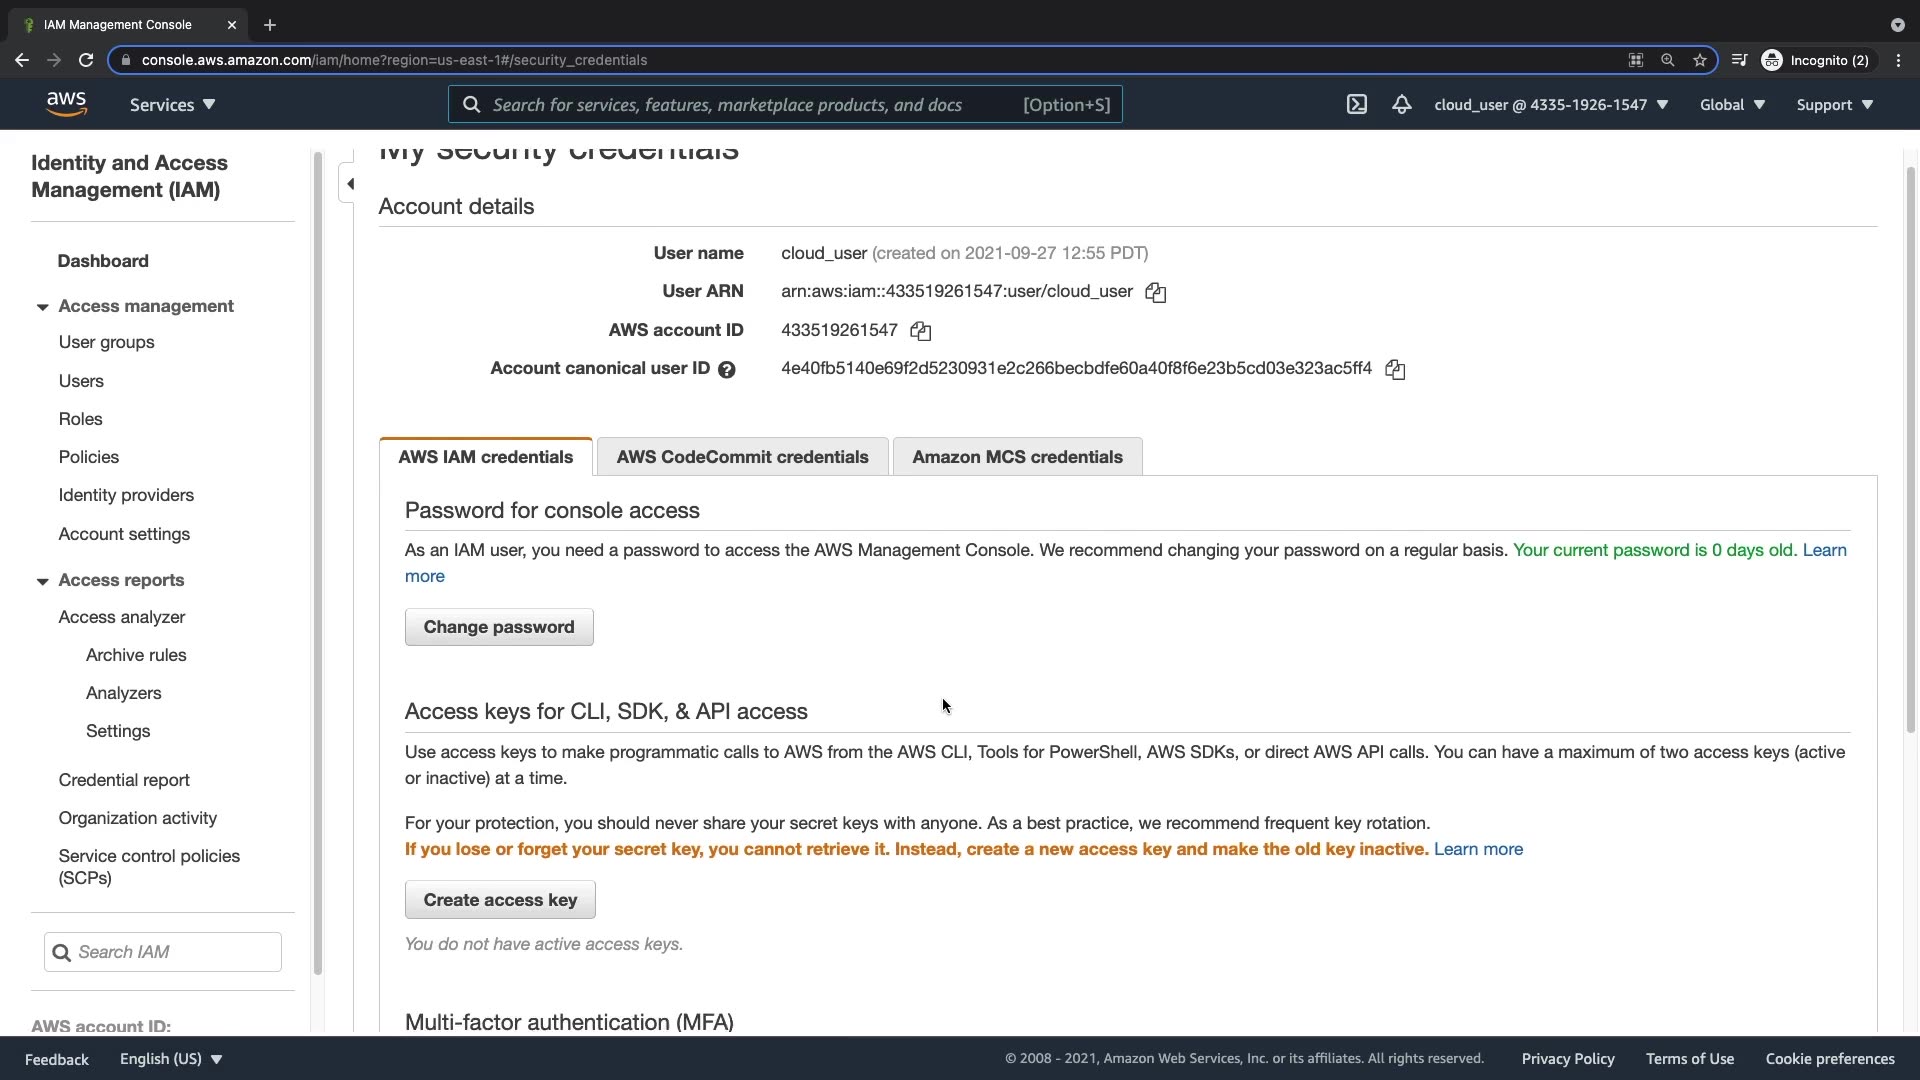 IAM Management Console
console.aws.amazon.com/iam/home?region=us-east-1#/security_credentials
Incognito (2)
aws
Services
Search for services, features, marketplace products, and docs
[Option+S]
cloud_user @ 4335-1926-1547
Global
Support
Identity and Access
Management (IAM)
Dashboard
Access management
User groups
Users
Roles
Policies
Identity providers
Account settings
Access reports
Access analyzer
Archive rules
Analyzers
Settings
Credential report
Organization activity
Service control policies
(SCPs)
Search IAM
AWS account ID:
My security credentials
Account details
User name
cloud_user (created on 2021-09-27 12:55 PDT)
User ARN
arn:aws:iam::433519261547:user/cloud_user
AWS account ID
433519261547
Account canonical user ID
4e40fb5140e69f2d5230931e2c266becbdfe60a40f8f6e23b5cd03e323ac5ff4
AWS IAM credentials
AWS CodeCommit credentials
Amazon MCS credentials
Password for console access
As an IAM user, you need a password to access the AWS Management Console. We recommend changing your password on a regular basis. Your current password is 0 days old. Learn
more
Change password
Access keys for CLI, SDK, & API access
Use access keys to make programmatic calls to AWS from the AWS CLI, Tools for PowerShell, AWS SDKs, or direct AWS API calls. You can have a maximum of two access keys (active
or inactive) at a time.
For your protection, you should never share your secret keys with anyone. As a best practice, we recommend frequent key rotation.
If you lose or forget your secret key, you cannot retrieve it. Instead, create a new access key and make the old key inactive. Learn more
Create access key
You do not have active access keys.
Multi-factor authentication (MFA)
Feedback
English (US)
© 2008 - 2021, Amazon Web Services, Inc. or its affiliates. All rights reserved.
Privacy Policy
Terms of Use
Cookie preferences